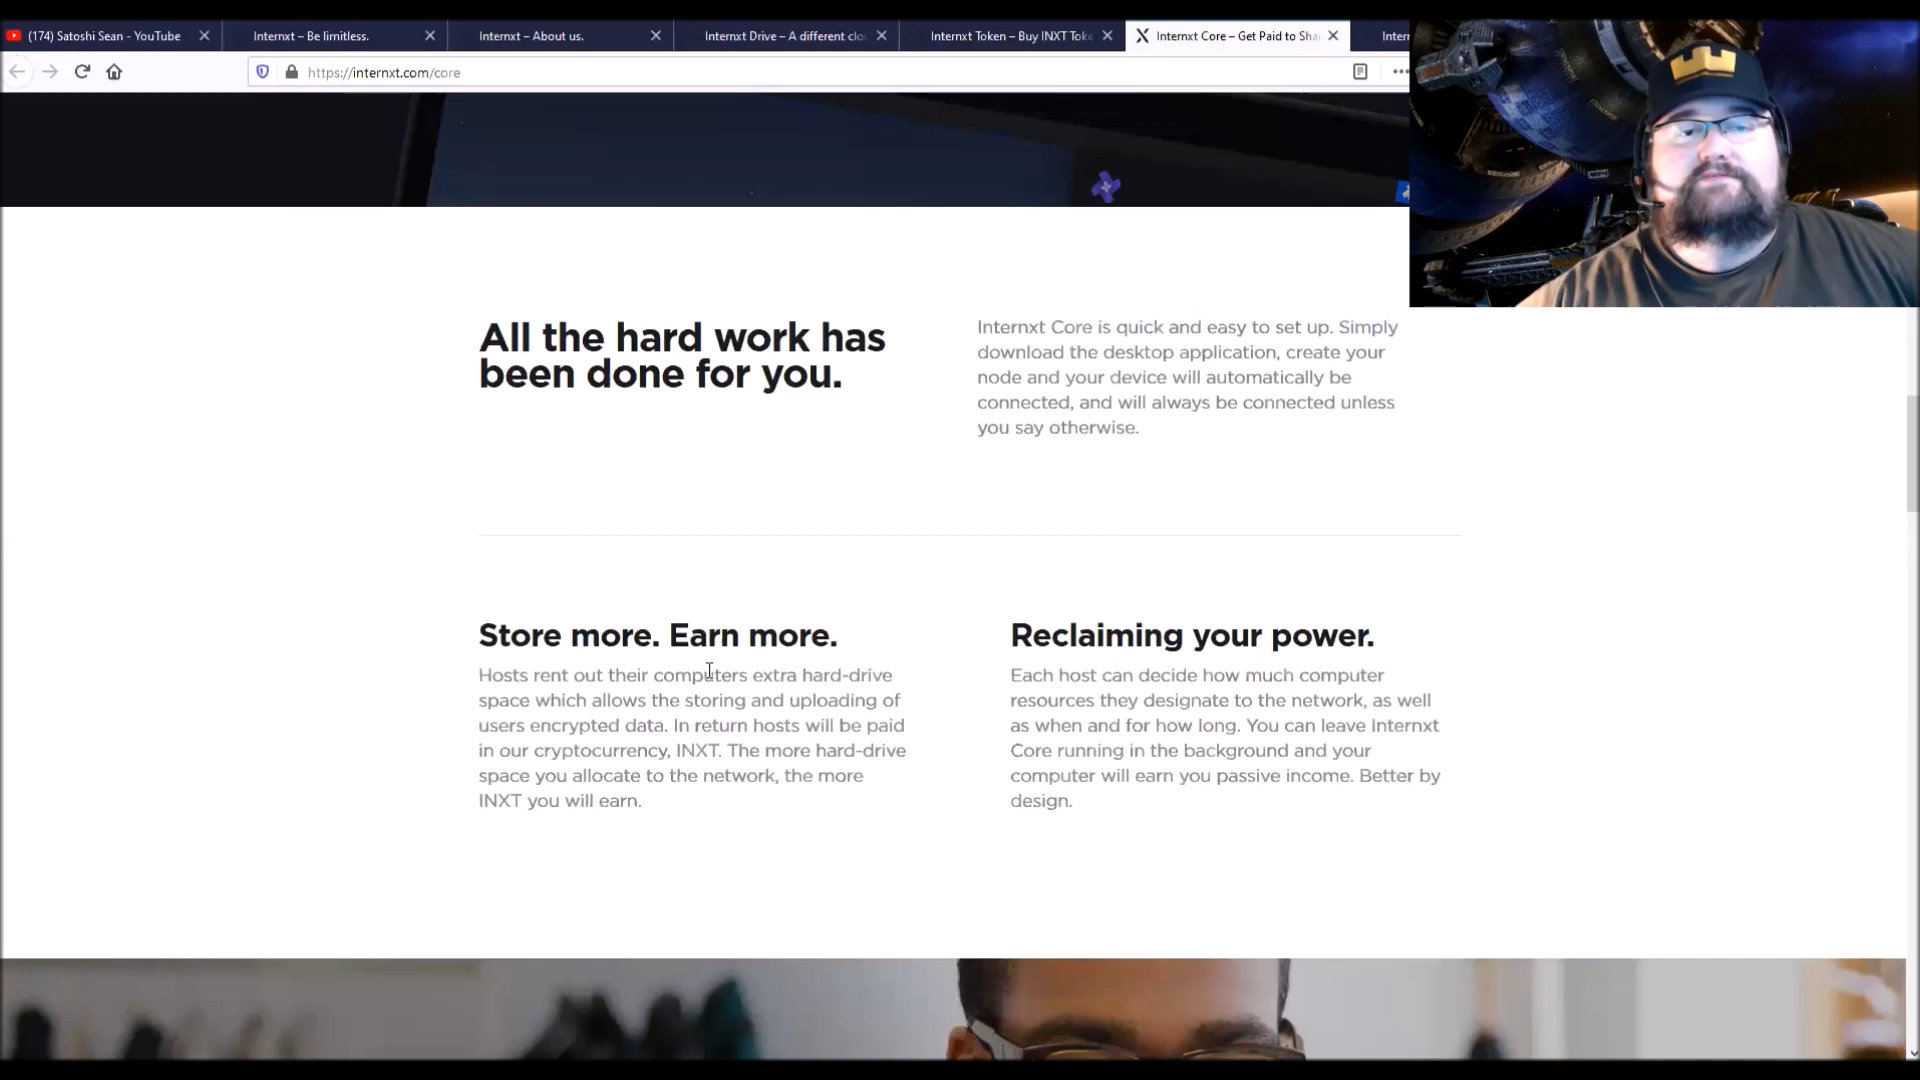 (174) Satoshi Sean - YouTube
Internxt – Be limitless.
Internxt – About us.
Internxt Drive – A different clo
Internxt Token – Buy INXT Toke
Internxt Core – Get Paid to Sha
Intern
https://internxt.com/core
All the hard work has
been done for you.
Internxt Core is quick and easy to set up. Simply
download the desktop application, create your
node and your device will automatically be
connected, and will always be connected unless
you say otherwise.
Store more. Earn more.
Hosts rent out their computers extra hard-drive
space which allows the storing and uploading of
users encrypted data. In return hosts will be paid
in our cryptocurrency, INXT. The more hard-drive
space you allocate to the network, the more
INXT you will earn.
Reclaiming your power.
Each host can decide how much computer
resources they designate to the network, as well
as when and for how long. You can leave Internxt
Core running in the background and your
computer will earn you passive income. Better by
design.